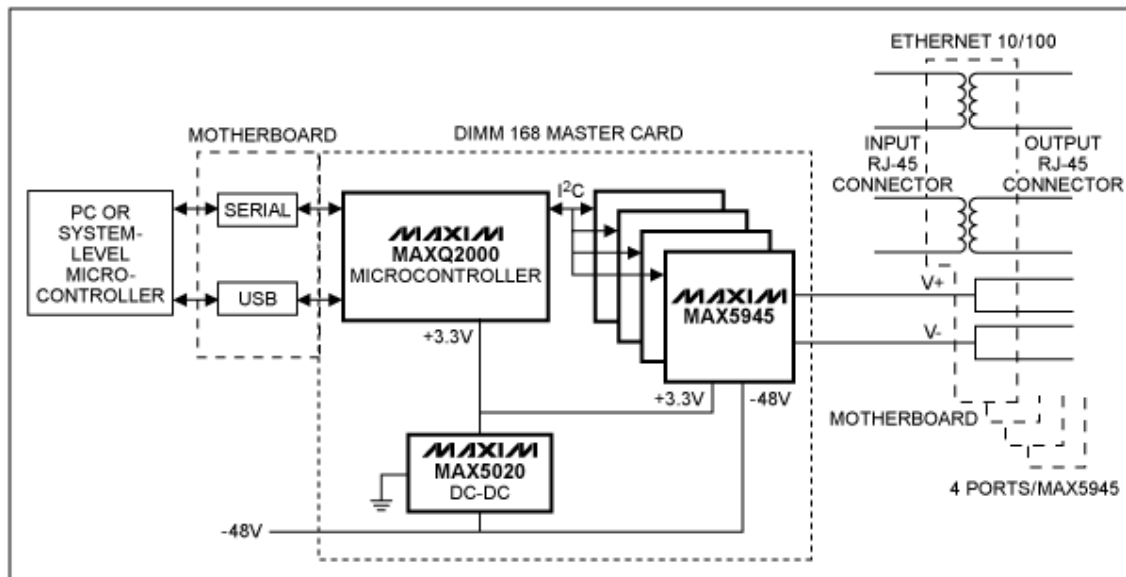 ETHERNET 10/100
MOTHERBOARD
DIMM 168 MASTER CARD
INPUT
RJ-45
CONNECTOR
OUTPUT
RJ-45
CONNECTOR
PC OR
SYSTEM-
LEVEL
MICRO-
CONTROLLER
SERIAL
USB
MAXIM
MAXQ2000
MICROCONTROLLER
I²C
MAXIM
MAX5945
V+
V-
+3.3V
+3.3V
-48V
MAXIM
MAX5020
DC-DC
-48V
MOTHERBOARD
4 PORTS/MAX5945